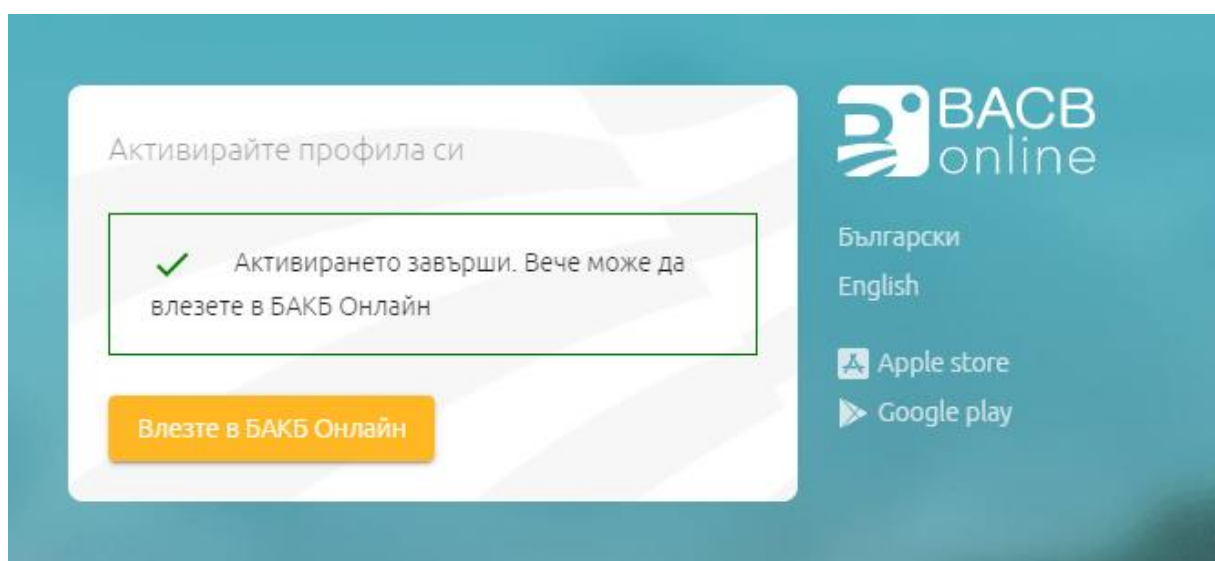 Активирайте профила си
Активирането завърши. Вече може да
влезете в БАКБ Онлайн
Влезте в БАКБ Онлайн
BACB
online
Български
English
Apple store
Google play